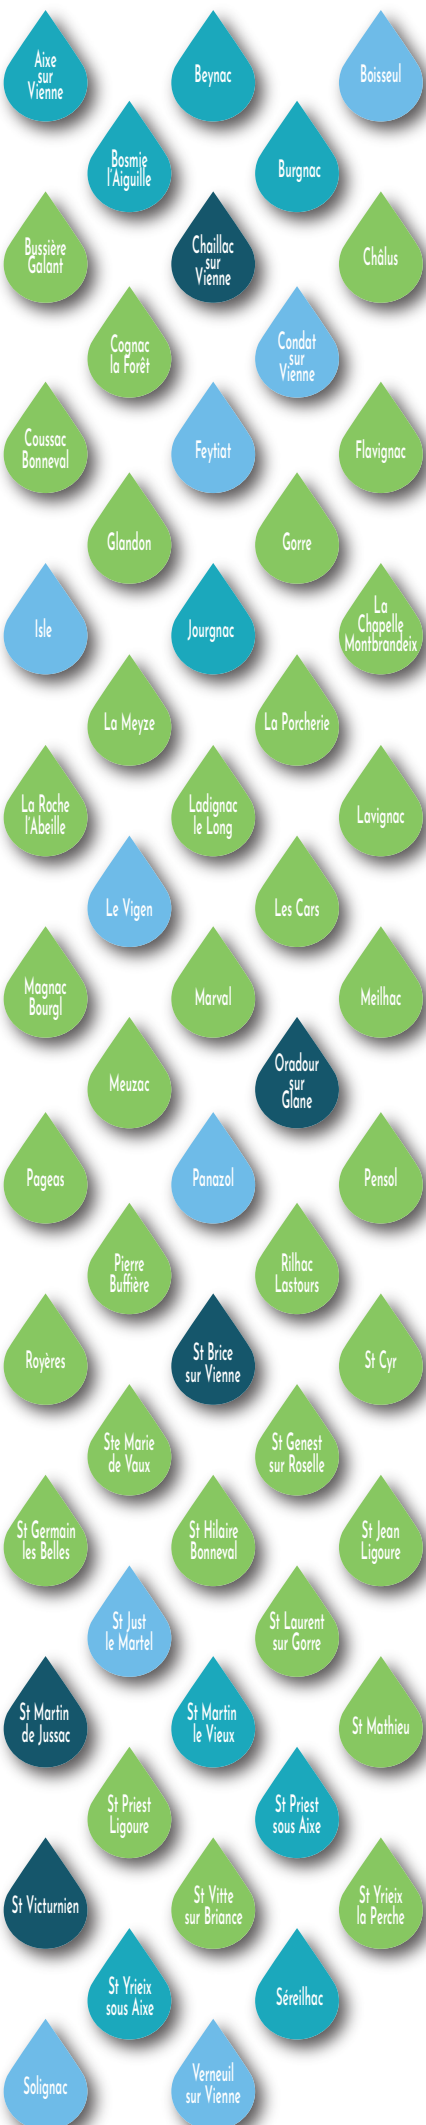 Aixe
sur
Vienne
Beynac
Boisseul
Bosmie
l'Aiguille
Burgnac
Bussière
Galant
Chaillac
sur
Vienne
Châlus
Cognac
la Forêt
Condat
sur
Vienne
Coussac
Bonneval
Feytiat
Flavignac
Glandon
Gorre
Isle
Jourgnac
La
Chapelle
Montbrandeix
La Meyze
La Porcherie
La Roche
l'Abeille
Ladignac
le Long
Lavignac
Le Vigen
Les Cars
Magnac
Bourgl
Marval
Meilhac
Meuzac
Oradour
sur
Glane
Pageas
Panazol
Pensol
Pierre
Buffière
Rilhac
Lastours
Royères
St Brice
sur Vienne
St Cyr
Ste Marie
de Vaux
St Genest
sur Roselle
St Germain
les Belles
St Hilaire
Bonneval
St Jean
Ligoure
St Just
le Martel
St Laurent
sur Gorre
St Martin
de Jussac
St Martin
le Vieux
St Mathieu
St Priest
Ligoure
St Priest
sous Aixe
St Victurnien
St Vitte
sur Briance
St Yrieix
la Perche
St Yrieix
sous Aixe
Séreilhac
Solignac
Verneuil
sur Vienne